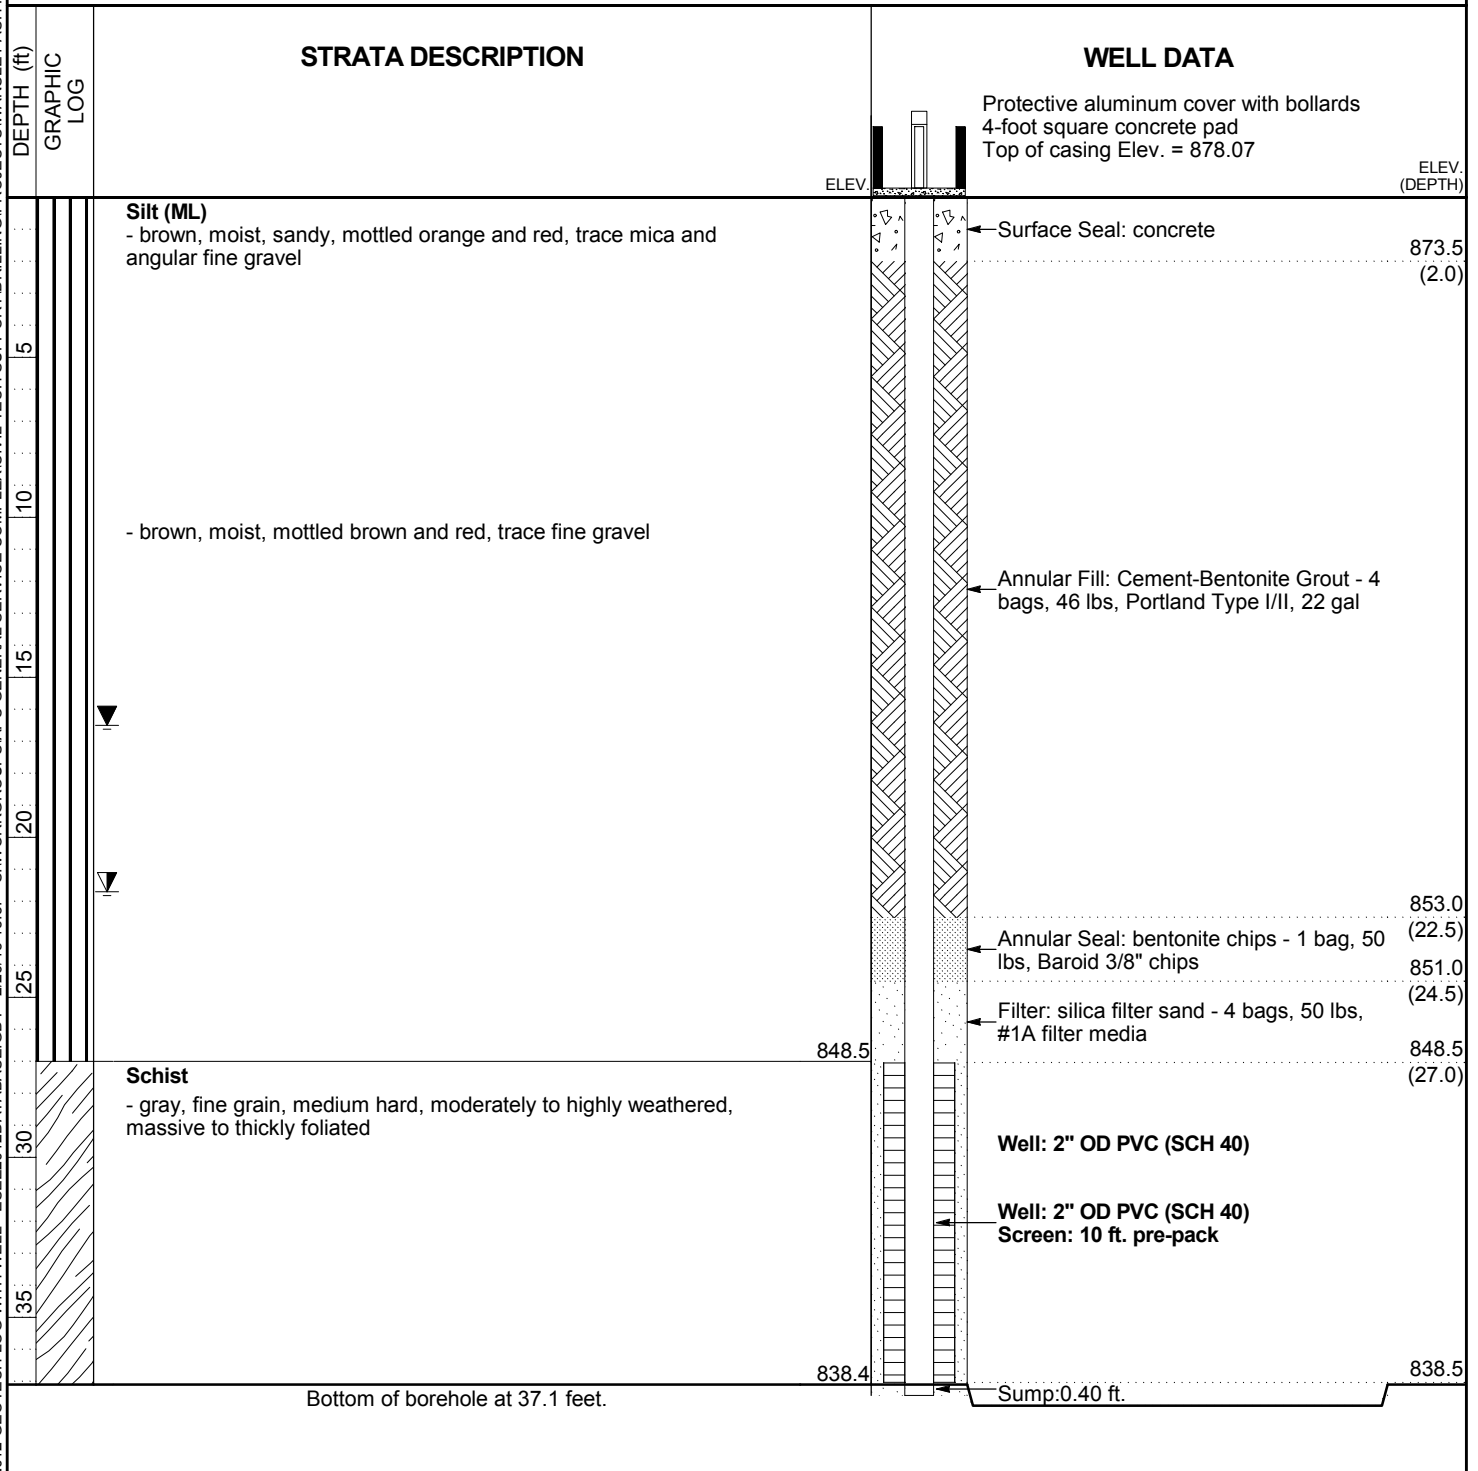 DEPTH (ft)
GRAPHIC
LOG
STRATA DESCRIPTION
ELEV.
WELL DATA
Protective aluminum cover with bollards
4-foot square concrete pad
Top of casing Elev. = 878.07
ELEV.
(DEPTH)
Silt (ML)
- brown, moist, sandy, mottled orange and red, trace mica and
angular fine gravel
Surface Seal: concrete
873.5
(2.0)
5
10
- brown, moist, mottled brown and red, trace fine gravel
Annular Fill: Cement-Bentonite Grout - 4
bags, 46 lbs, Portland Type I/II, 22 gal
15
20
853.0
(22.5)
Annular Seal: bentonite chips - 1 bag, 50
lbs, Baroid 3/8" chips
851.0
(24.5)
25
Filter: silica filter sand - 4 bags, 50 lbs,
#1A filter media
848.5
848.5
(27.0)
Schist
- gray, fine grain, medium hard, moderately to highly weathered,
massive to thickly foliated
30
Well: 2" OD PVC (SCH 40)
Well: 2" OD PVC (SCH 40)
Screen: 10 ft. pre-pack
35
838.4
838.5
Bottom of borehole at 37.1 feet.
Sump:0.40 ft.